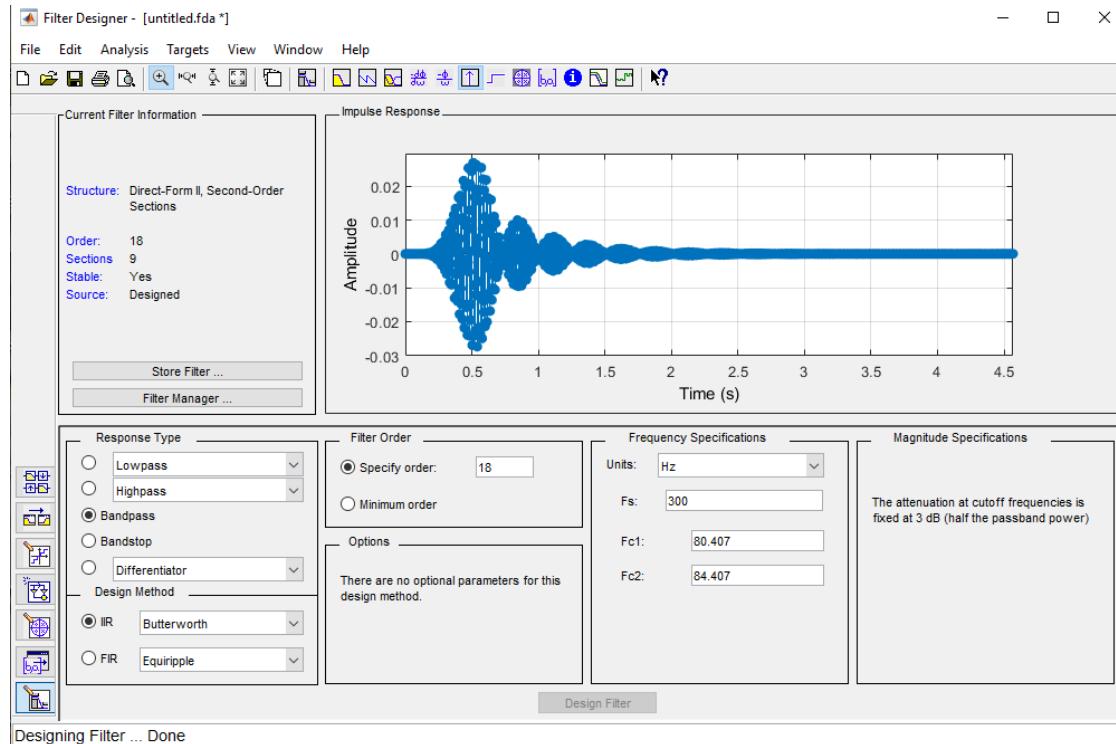 Filter Designer - [untitled.fda *]
File Edit Analysis Targets View Window Help
Current Filter Information
Structure: Direct-Form II, Second-Order
Sections
Order: 18
Sections 9
Stable: Yes
Source: Designed
Store Filter ...
Filter Manager ...
Impulse Response
Amplitude
0.02
0.01
0
-0.01
-0.02
-0.03
0 0.5 1 1.5 2 2.5 3 3.5 4 4.5
Time (s)
Response Type
Lowpass
Highpass
Bandpass
Bandstop
Differentiator
Design Method
IIR Butterworth
FIR Equiripple
Filter Order
Specify order: 18
Minimum order
Options
There are no optional parameters for this
design method.
Frequency Specifications
Units: Hz
Fs: 300
Fc1: 80.407
Fc2: 84.407
Magnitude Specifications
The attenuation at cutoff frequencies is
fixed at 3 dB (half the passband power)
Design Filter
Designing Filter ... Done